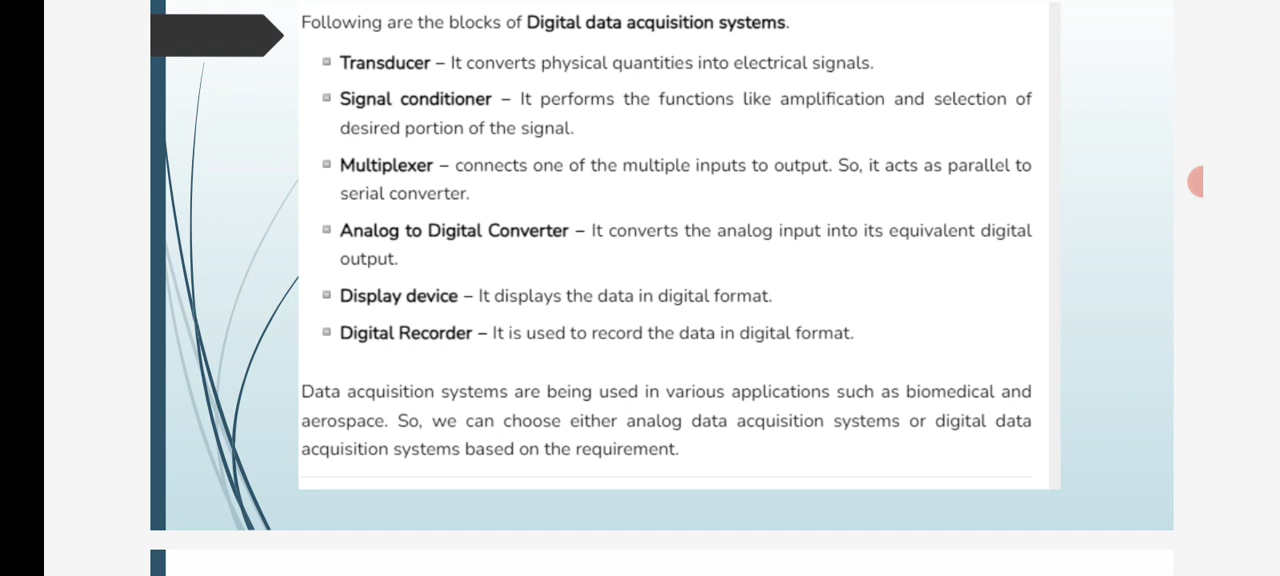 Following are the blocks of Digital data acquisition systems.
Transducer – It converts physical quantities into electrical signals.
Signal conditioner – It performs the functions like amplification and selection of
desired portion of the signal.
Multiplexer – connects one of the multiple inputs to output. So, it acts as parallel to
serial converter.
Analog to Digital Converter – It converts the analog input into its equivalent digital
output.
Display device – It displays the data in digital format.
Digital Recorder – It is used to record the data in digital format.
Data acquisition systems are being used in various applications such as biomedical and
aerospace. So, we can choose either analog data acquisition systems or digital data
acquisition systems based on the requirement.